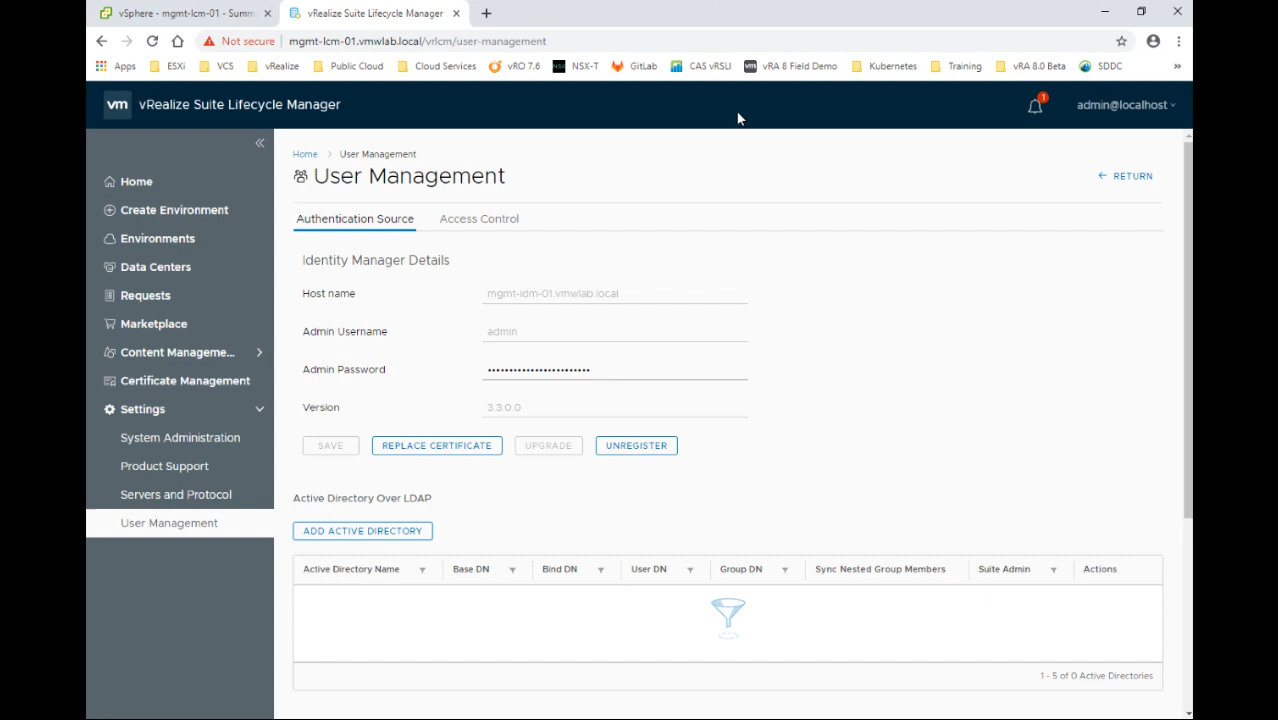 vSphere - mgmt-lcm-01 - Summ
vRealize Suite Lifecycle Manager
Not secure
mgmt-lcm-01.vmwlab.local/vrlcm/user-management
Apps
ESXi
VCS
vRealize
Public Cloud
Cloud Services
vRO 7.6
NSX-T
GitLab
CAS vRSLI
vRA 8 Field Demo
Kubernetes
Training
vRA 8.0 Beta
SDDC
»
vm
vRealize Suite Lifecycle Manager
1
admin@localhost
Home
Create Environment
Environments
Data Centers
Requests
Marketplace
Content Manageme...
Certificate Management
Settings
System Administration
Product Support
Servers and Protocol
User Management
Home > User Management
User Management
RETURN
Authentication Source
Access Control
Identity Manager Details
Host name
mgmt-idm-01.vmwlab.local
Admin Username
admin
Admin Password
••••••••••••••••••••••••
Version
3.3.0.0
SAVE
REPLACE CERTIFICATE
UPGRADE
UNREGISTER
Active Directory Over LDAP
ADD ACTIVE DIRECTORY
Active Directory Name
Base DN
Bind DN
User DN
Group DN
Sync Nested Group Members
Suite Admin
Actions
1 - 5 of 0 Active Directories